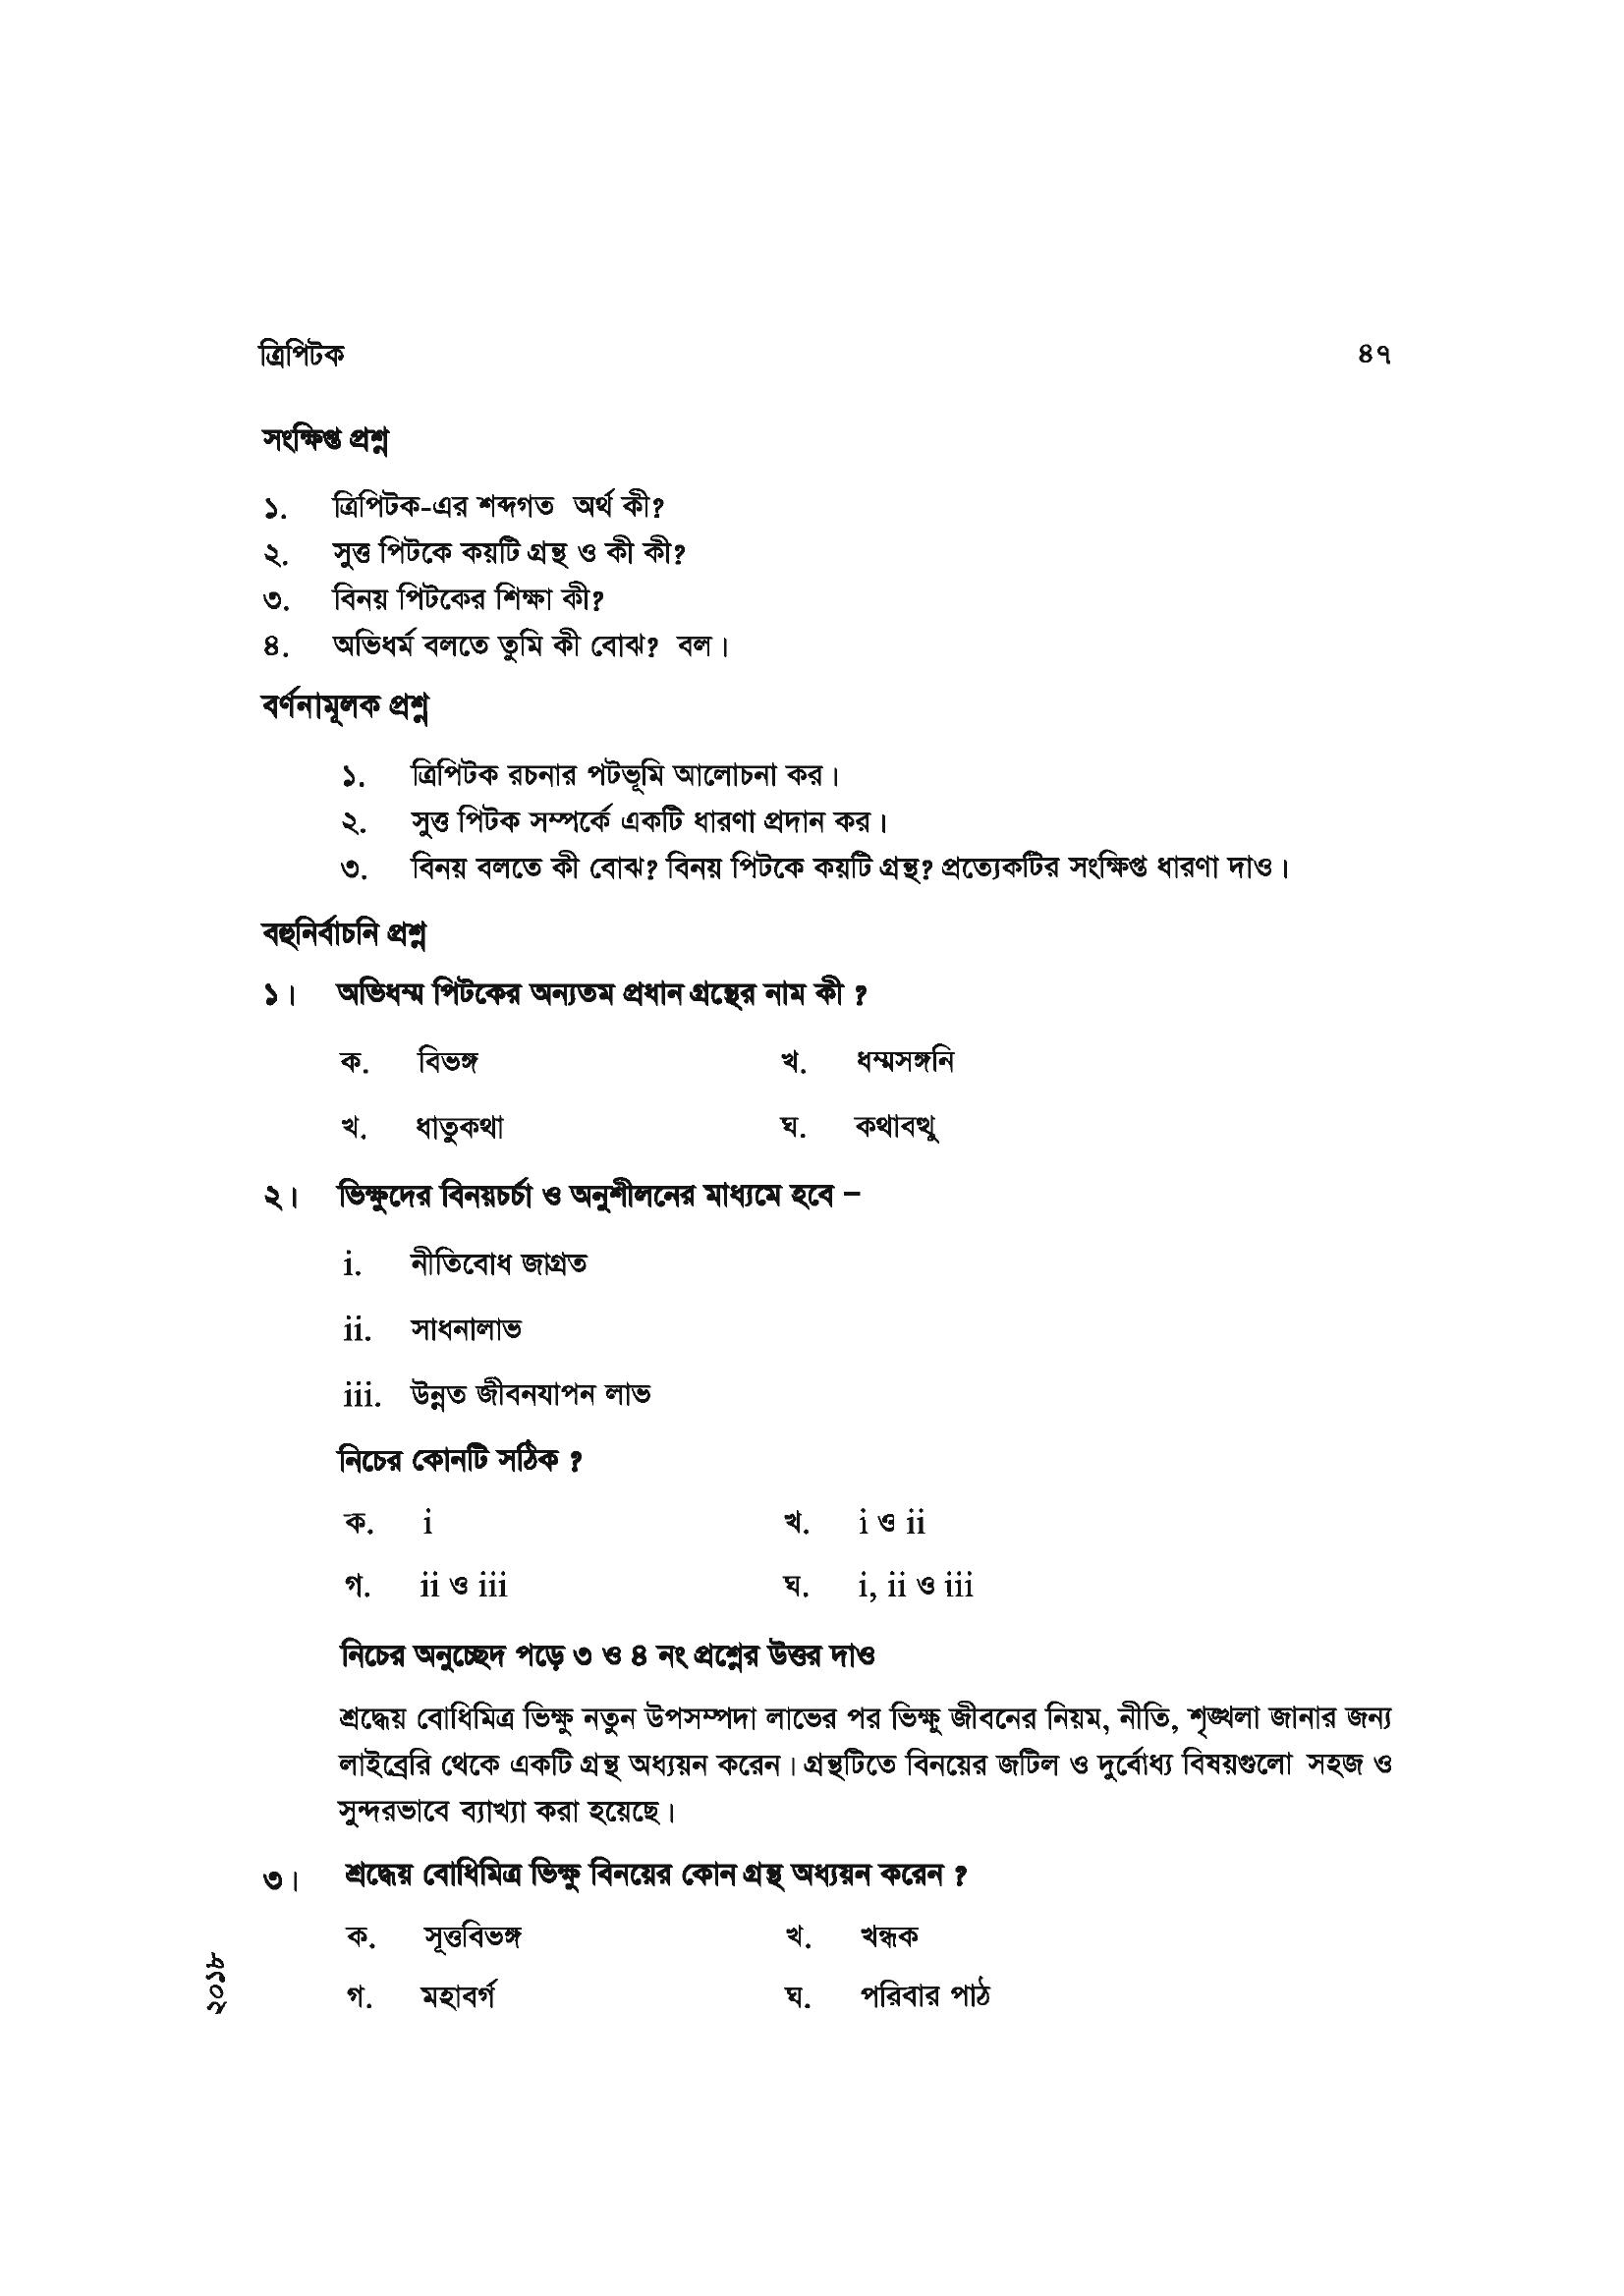 ত্রিপিটক ৪৭
সংক্ষিপ্ত প্রশ্ন
১. ত্রিপিটক-এর শব্দগত অর্থ কী?
২. সুত্ত পিটকে কয়টি গ্রন্থ ও কী কী?
৩. বিনয় পিটকের শিক্ষা কী?
৪. অভিধর্ম বলতে তুমি কী বোঝ? বল।
বর্ণনামূলক প্রশ্ন
১. ত্রিপিটক রচনার পটভূমি আলোচনা কর।
২. সুত্ত পিটক সম্পর্কে একটি ধারণা প্রদান কর।
৩. বিনয় বলতে কী বোঝ? বিনয় পিটকে কয়টি গ্রন্থ? প্রত্যেকটির সংক্ষিপ্ত ধারণা দাও।
বহুনির্বাচনি প্রশ্ন
১। অভিধম্ম পিটকের অন্যতম প্রধান গ্রন্থের নাম কী ?
ক. বিভঙ্গ খ. ধম্মসঙ্গনি
খ. ধাতুকথা ঘ. কথাবত্থু
২। ভিক্ষুদের বিনয়চর্চা ও অনুশীলনের মাধ্যমে হবে –
i. নীতিবোধ জাগ্রত
ii. সাধনালাভ
iii. উন্নত জীবনযাপন লাভ
নিচের কোনটি সঠিক ?
ক. i খ. i ও ii
গ. ii ও iii ঘ. i, ii ও iii
নিচের অনুচ্ছেদ পড়ে ৩ ও ৪ নং প্রশ্নের উত্তর দাও
শ্রদ্ধেয় বোধিমিত্র ভিক্ষু নতুন উপসম্পদা লাভের পর ভিক্ষু জীবনের নিয়ম, নীতি, শৃঙ্খলা জানার জন্য
লাইব্রেরি থেকে একটি গ্রন্থ অধ্যয়ন করেন। গ্রন্থটিতে বিনয়ের জটিল ও দুর্বোধ্য বিষয়গুলো সহজ ও
সুন্দরভাবে ব্যাখ্যা করা হয়েছে।
৩। শ্রদ্ধেয় বোধিমিত্র ভিক্ষু বিনয়ের কোন গ্রন্থ অধ্যয়ন করেন ?
ক. সূত্তবিভঙ্গ খ. খন্ধক
গ. মহাবর্গ ঘ. পরিবার পাঠ
২০১৮